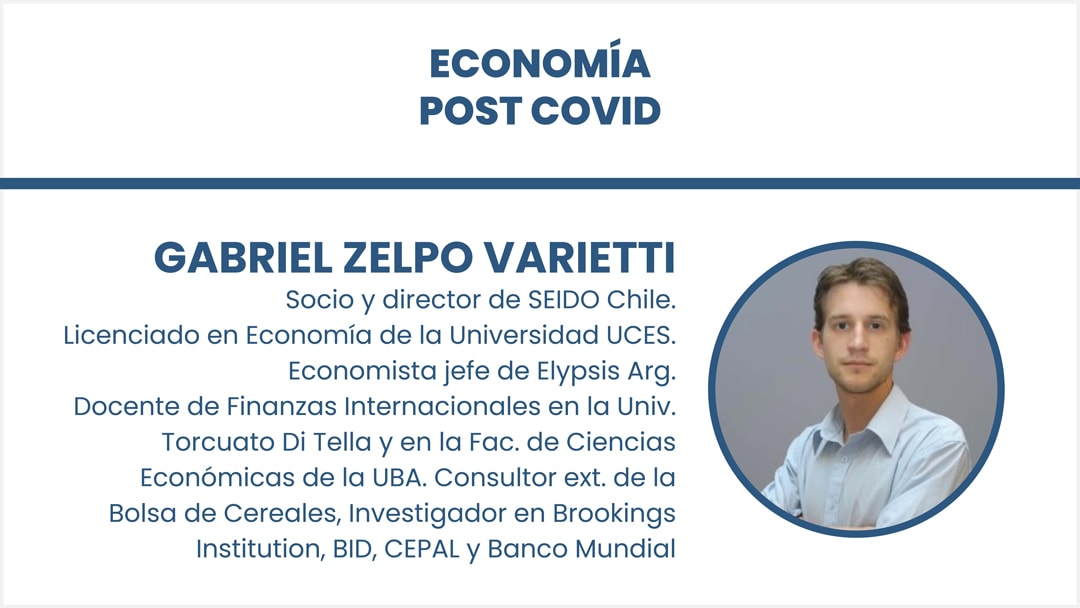 ECONOMÍA
POST COVID
GABRIEL ZELPO VARIETTI
Socio y director de SEIDO Chile.
Licenciado en Economía de la Universidad UCES.
Economista jefe de Elypsis Arg.
Docente de Finanzas Internacionales en la Univ.
Torcuato Di Tella y en la Fac. de Ciencias
Económicas de la UBA. Consultor ext. de la
Bolsa de Cereales, Investigador en Brookings
Institution, BID, CEPAL y Banco Mundial